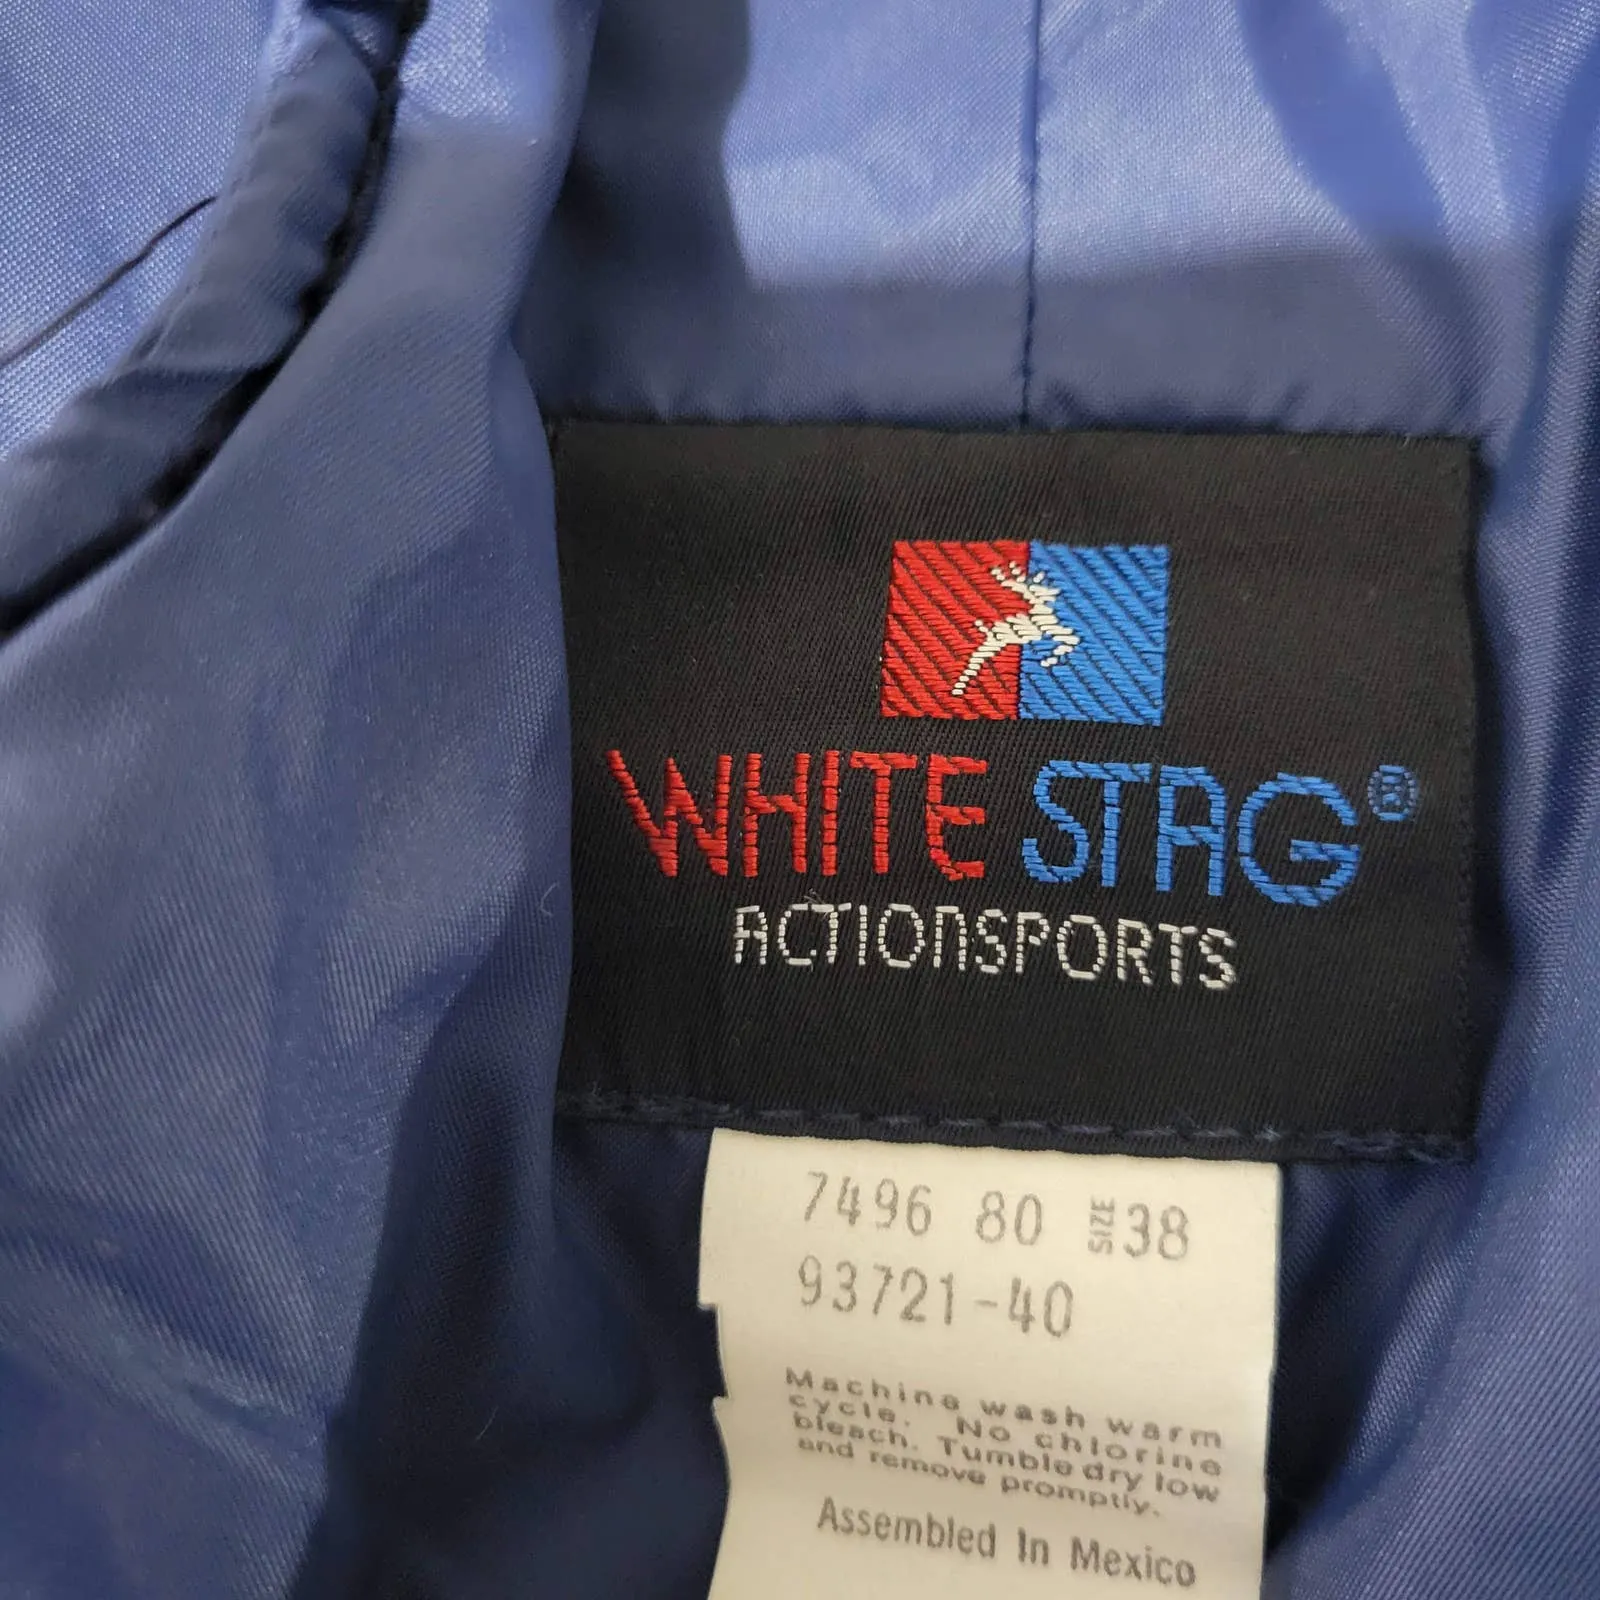 WHITE STAG®
ACTIONSPORTS
7496 80 SIZE 38
93721-40
Machine wash warm
cycle. No chlorine
bleach. Tumble dry low
and remove promptly.
Assembled In Mexico